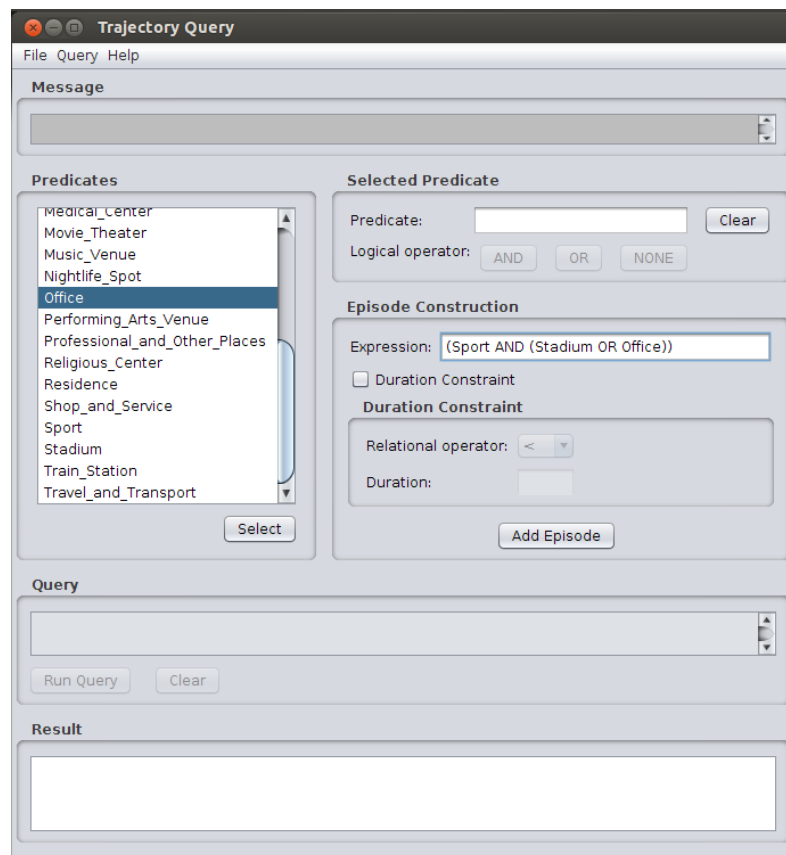 Trajectory Query
File Query Help
Message
Predicates
Medical_Center
Movie_Theater
Music_Venue
Nightlife_Spot
Office
Performing_Arts_Venue
Professional_and_Other_Places
Religious_Center
Residence
Shop_and_Service
Sport
Stadium
Train_Station
Travel_and_Transport
Select
Selected Predicate
Predicate:
Clear
Logical operator: AND OR NONE
Episode Construction
Expression: (Sport AND (Stadium OR Office))
Duration Constraint
Duration Constraint
Relational operator: <
Duration:
Add Episode
Query
Run Query Clear
Result